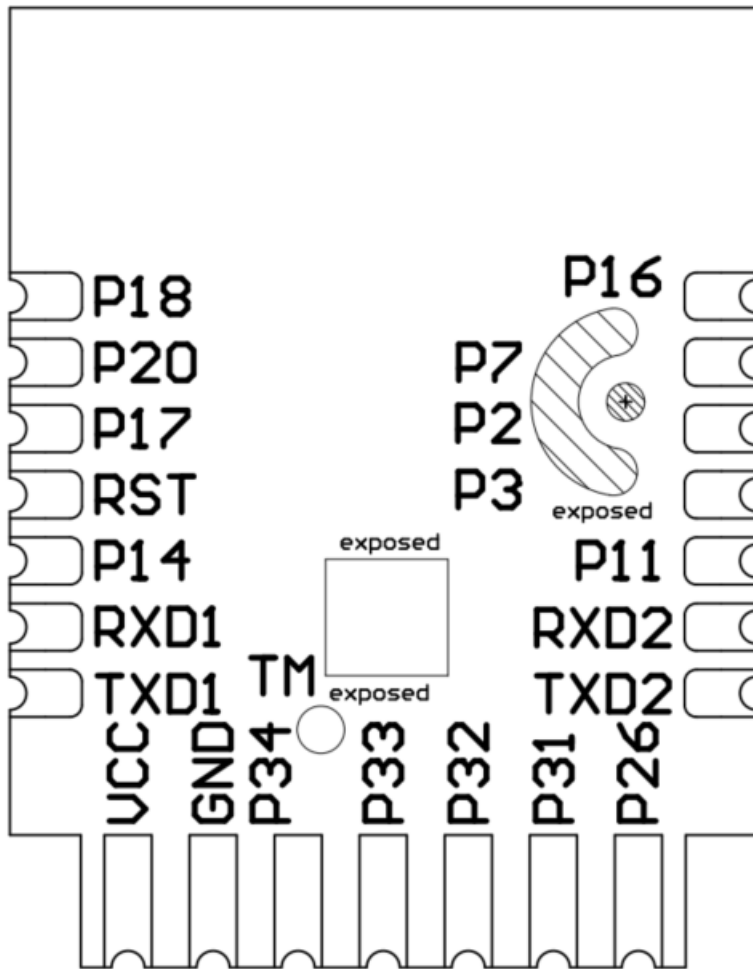 P18
P20
P17
RST
P14
RXD1
TXD1
P16
P7
P2
P3
exposed
P11
RXD2
TXD2
exposed
exposed
TM
VCC
GND
P34
P33
P32
P31
P26